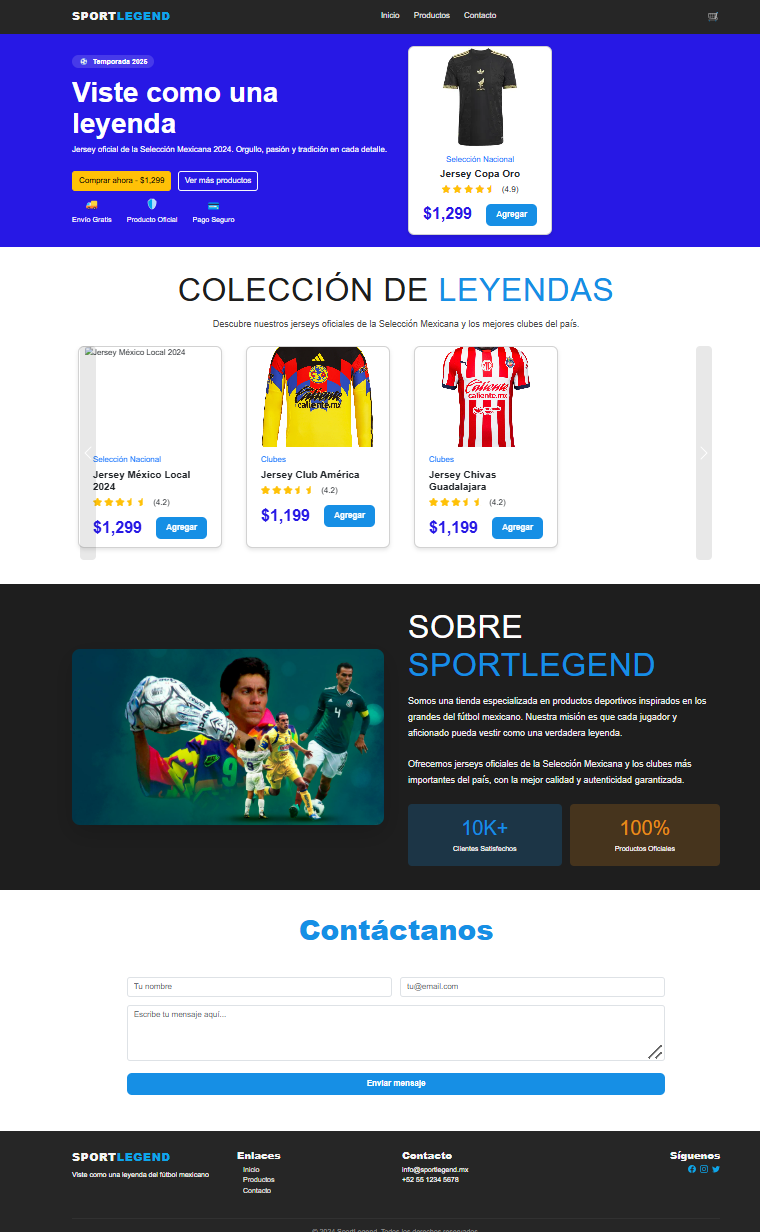 SPORTLEGEND
Inicio Productos Contacto
Temporada 2025
Viste como una
leyenda
Jersey oficial de la Selección Mexicana 2024. Orgullo, pasión y tradición en cada detalle.
Comprar ahora - $1,299
Ver más productos
Envío Gratis
Producto Oficial
Pago Seguro
Selección Nacional
Jersey Copa Oro
(4.9)
$1,299
Agregar
COLECCIÓN DE LEYENDAS
Descubre nuestros jerseys oficiales de la Selección Mexicana y los mejores clubes del país.
Jersey México Local 2024
Selección Nacional
Jersey México Local
2024
(4.2)
$1,299
Agregar
Caliente
caliente.mx
Clubes
Jersey Club América
(4.2)
$1,199
Agregar
Caliente
caliente.mx
Clubes
Jersey Chivas
Guadalajara
(4.2)
$1,199
Agregar
4
9
SOBRE
SPORTLEGEND
Somos una tienda especializada en productos deportivos inspirados en los
grandes del fútbol mexicano. Nuestra misión es que cada jugador y
aficionado pueda vestir como una verdadera leyenda.
Ofrecemos jerseys oficiales de la Selección Mexicana y los clubes más
importantes del país, con la mejor calidad y autenticidad garantizada.
10K+
Clientes Satisfechos
100%
Productos Oficiales
Contáctanos
Tu nombre
tu@email.com
Escribe tu mensaje aquí...
Enviar mensaje
SPORTLEGEND
Viste como una leyenda del fútbol mexicano
Enlaces
Inicio
Productos
Contacto
Contacto
info@sportlegend.mx
+52 55 1234 5678
Síguenos
© 2024 SportLegend. Todos los derechos reservados.